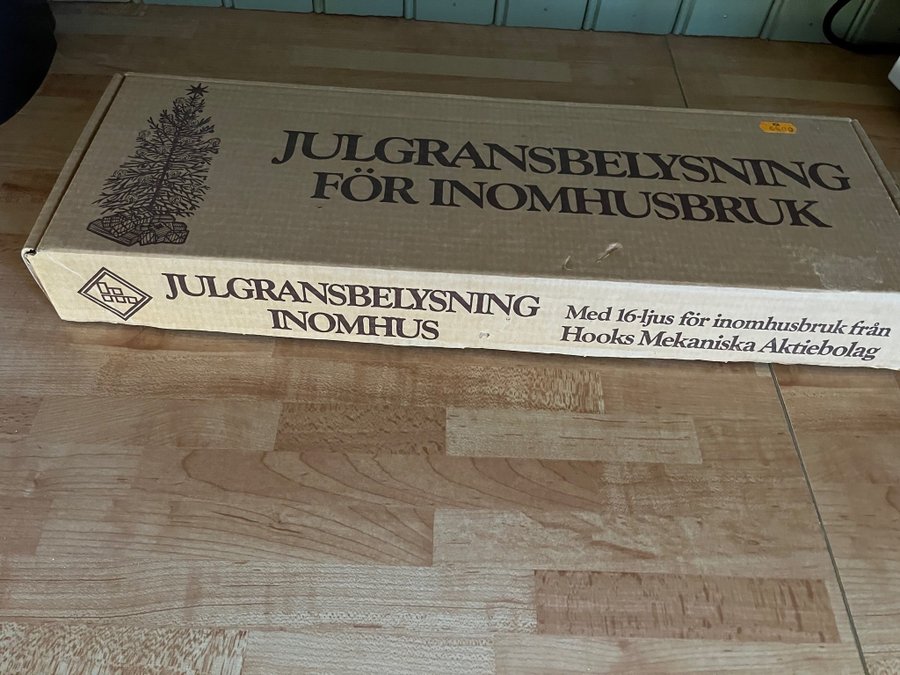 JULGRANSBELYSNING
FÖR INOMHUSBRUK
JULGRANSBELYSNING
INOMHUS
Med 16-ljus för inomhusbruk från
Hooks Mekaniska Aktiebolag